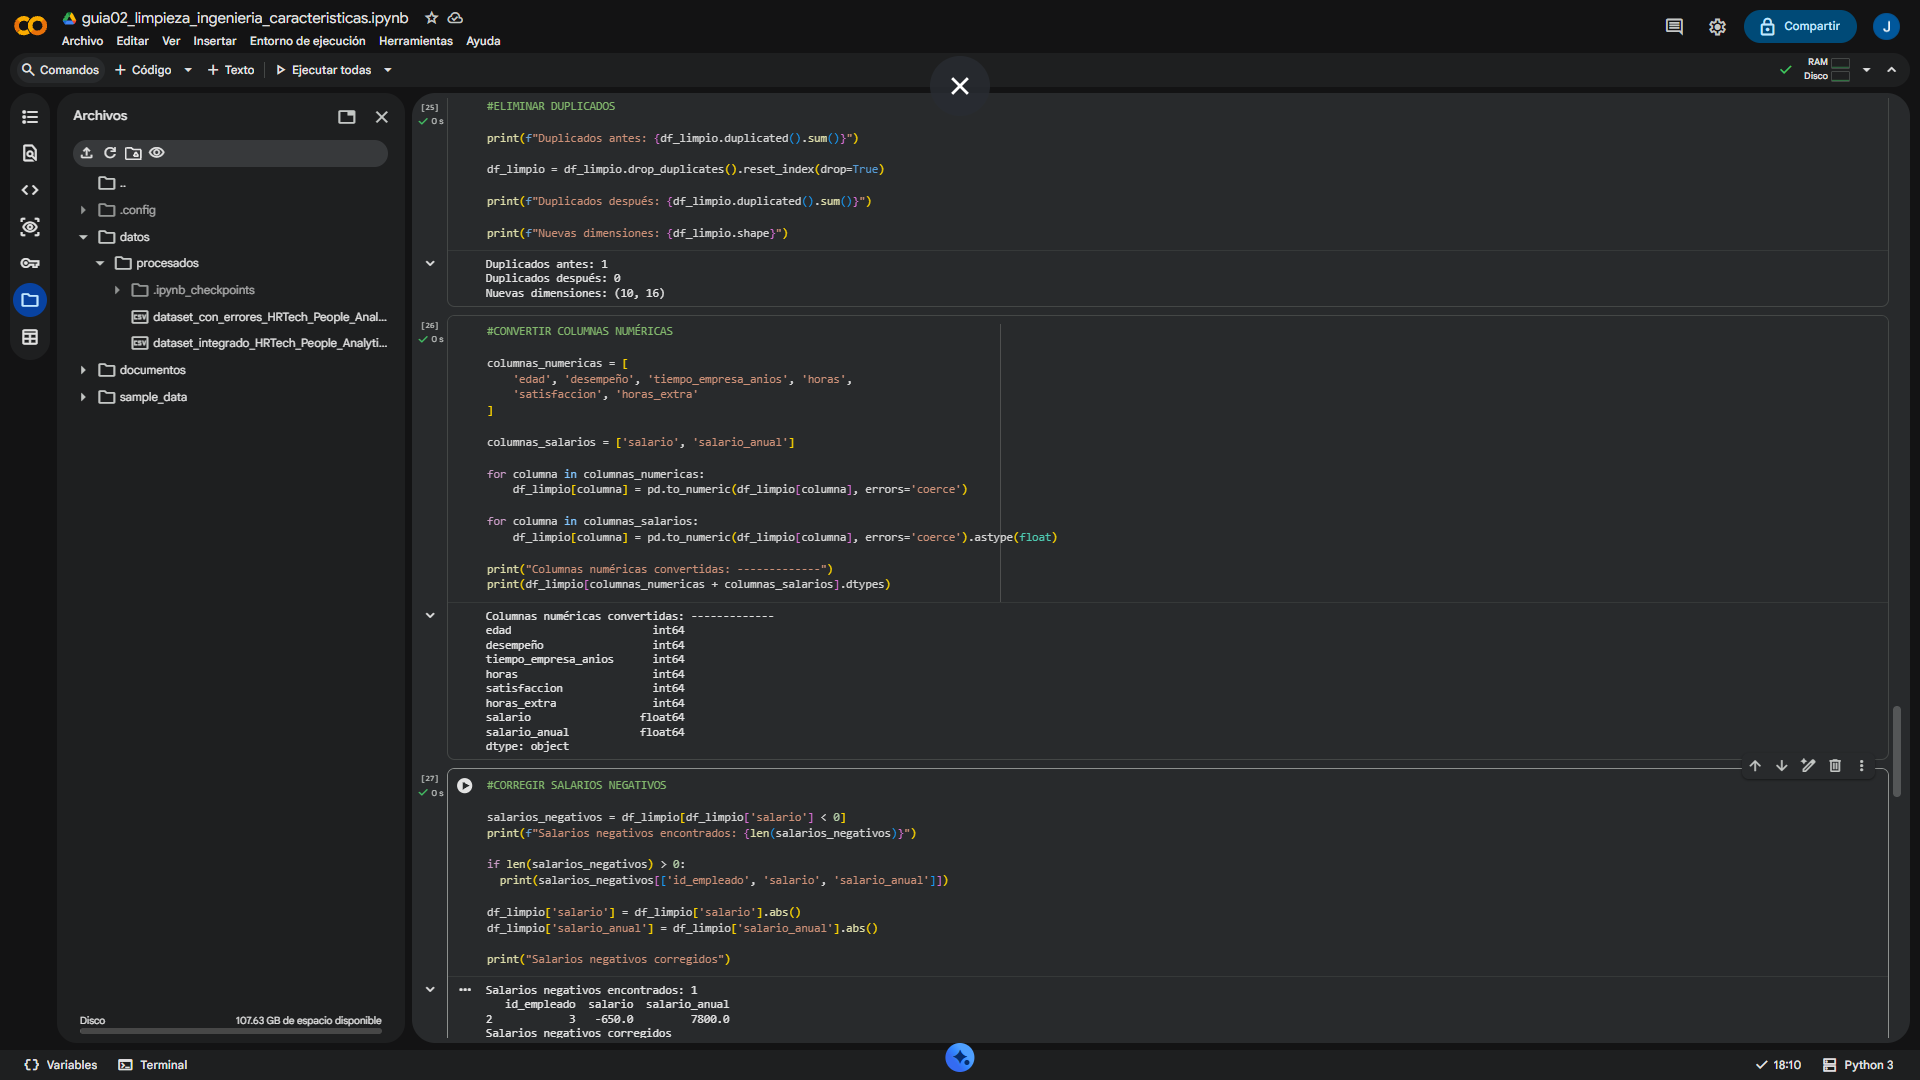 guia02_limpieza_ingenieria_caracteristicas.ipynb
Archivo Editar Ver Insertar Entorno de ejecución Herramientas Ayuda
Compartir
J
Comandos + Código + Texto Ejecutar todas
RAM
Disco
Archivos
..
.config
datos
procesados
.ipynb_checkpoints
dataset_con_errores_HRTech_People_Anal...
dataset_integrado_HRTech_People_Analyti...
documentos
sample_data
Disco 107.63 GB de espacio disponible
[25]
0 s
#ELIMINAR DUPLICADOS
print(f"Duplicados antes: {df_limpio.duplicated().sum()}")
df_limpio = df_limpio.drop_duplicates().reset_index(drop=True)
print(f"Duplicados después: {df_limpio.duplicated().sum()}")
print(f"Nuevas dimensiones: {df_limpio.shape}")
Duplicados antes: 1
Duplicados después: 0
Nuevas dimensiones: (10, 16)
[26]
0 s
#CONVERTIR COLUMNAS NUMÉRICAS
columnas_numericas = [
    'edad', 'desempeño', 'tiempo_empresa_anios', 'horas',
    'satisfaccion', 'horas_extra'
]
columnas_salarios = ['salario', 'salario_anual']
for columna in columnas_numericas:
    df_limpio[columna] = pd.to_numeric(df_limpio[columna], errors='coerce')
for columna in columnas_salarios:
    df_limpio[columna] = pd.to_numeric(df_limpio[columna], errors='coerce').astype(float)
print("Columnas numéricas convertidas: -------------")
print(df_limpio[columnas_numericas + columnas_salarios].dtypes)
Columnas numéricas convertidas: -------------
edad int64
desempeño int64
tiempo_empresa_anios int64
horas int64
satisfaccion int64
horas_extra int64
salario float64
salario_anual float64
dtype: object
[27]
0 s
#CORREGIR SALARIOS NEGATIVOS
salarios_negativos = df_limpio[df_limpio['salario'] < 0]
print(f"Salarios negativos encontrados: {len(salarios_negativos)}")
if len(salarios_negativos) > 0:
  print(salarios_negativos[['id_empleado', 'salario', 'salario_anual']])
df_limpio['salario'] = df_limpio['salario'].abs()
df_limpio['salario_anual'] = df_limpio['salario_anual'].abs()
print("Salarios negativos corregidos")
Salarios negativos encontrados: 1
id_empleado salario salario_anual
2 3 -650.0 7800.0
Salarios negativos corregidos
Variables Terminal
18:10 Python 3